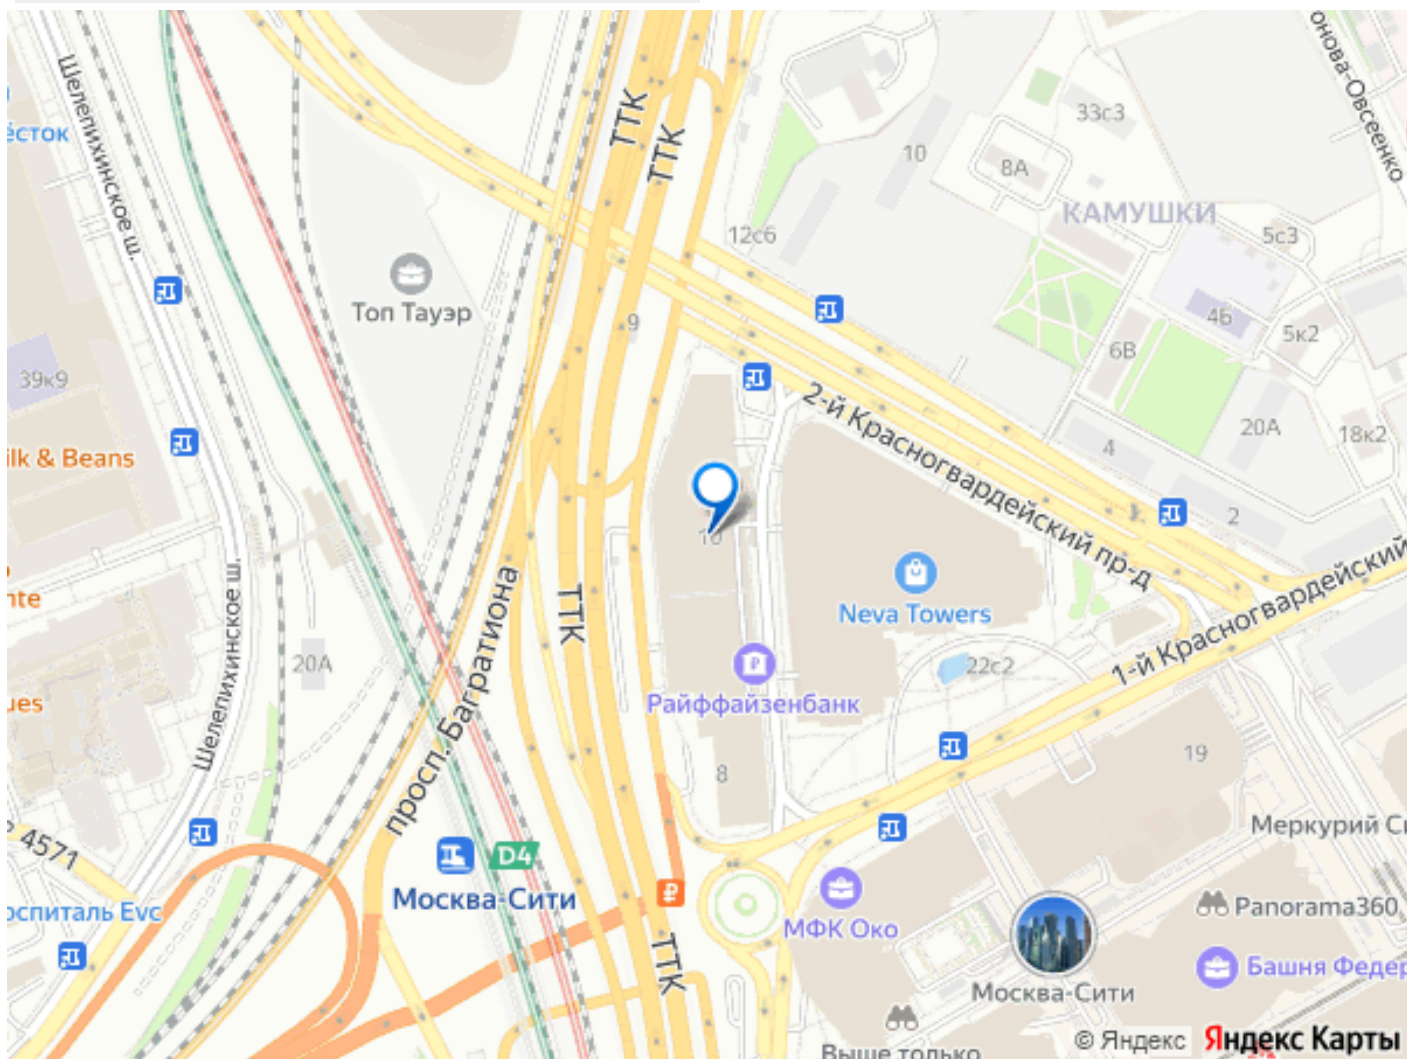 онова-Овсеенко
Шелепихинское ш.
ТТК
ТТК
ёсток
33с3
10
8А
КАМУШКИ
12с6
5с3
Топ Тауэр
9
4Б
5к2
6В
39к9
2-й Красногвардейский пр-д
20А
18к2
4
ilk & Beans
2
nte
Neva Towers
ТТК
просп. Багратиона
Шелепихинское ш.
1-й Красногвардейский
20А
22с2
ues
Райффайзенбанк
8
19
4571
Меркурий Си
D4
Москва-Сити
оспиталь Evc
МФК Око
Panorama360
ТТК
Башня Федер
Москва-Сити
Выше только
© Яндекс Яндекс Карты